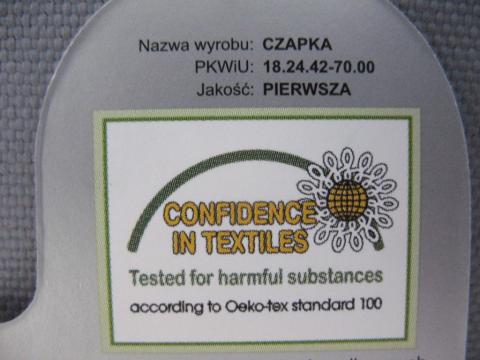 Nazwa wyrobu: CZAPKA
PKWiU: 18.24.42-70.00
Jakość: PIERWSZA
CONFIDENCE
IN TEXTILES
Tested for harmful substances
according to Oeko-tex standard 100